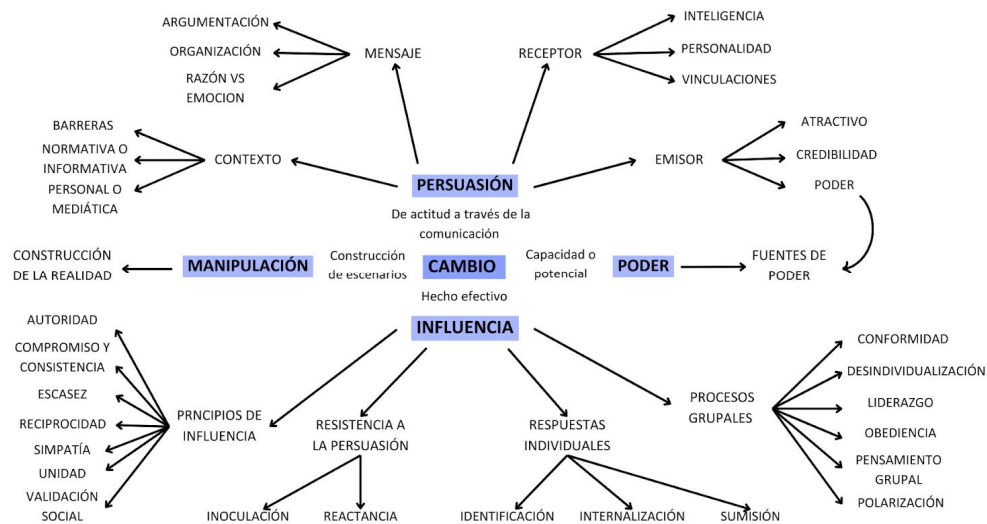 ARGUMENTACIÓN
ORGANIZACIÓN
RAZÓN VS
EMOCION
MENSAJE
RECEPTOR
INTELIGENCIA
PERSONALIDAD
VINCULACIONES
BARRERAS
NORMATIVA O
INFORMATIVA
PERSONAL O
MEDIÁTICA
CONTEXTO
EMISOR
ATRACTIVO
CREDIBILIDAD
PODER
PERSUASIÓN
De actitud a través de la
comunicación
CONSTRUCCIÓN
DE LA REALIDAD
MANIPULACIÓN
Construcción
de escenarios
CAMBIO
Capacidad o
potencial
PODER
FUENTES DE
PODER
Hecho efectivo
INFLUENCIA
AUTORIDAD
COMPROMISO Y
CONSISTENCIA
ESCASEZ
RECIPROCIDAD
SIMPATÍA
UNIDAD
VALIDACIÓN
SOCIAL
PRNCIPIOS DE
INFLUENCIA
RESISTENCIA A
LA PERSUASIÓN
INOCULACIÓN
REACTANCIA
RESPUESTAS
INDIVIDUALES
IDENTIFICACIÓN
INTERNALIZACIÓN
SUMISIÓN
PROCESOS
GRUPALES
CONFORMIDAD
DESINDIVIDUALIZACIÓN
LIDERAZGO
OBEDIENCIA
PENSAMIENTO
GRUPAL
POLARIZACIÓN